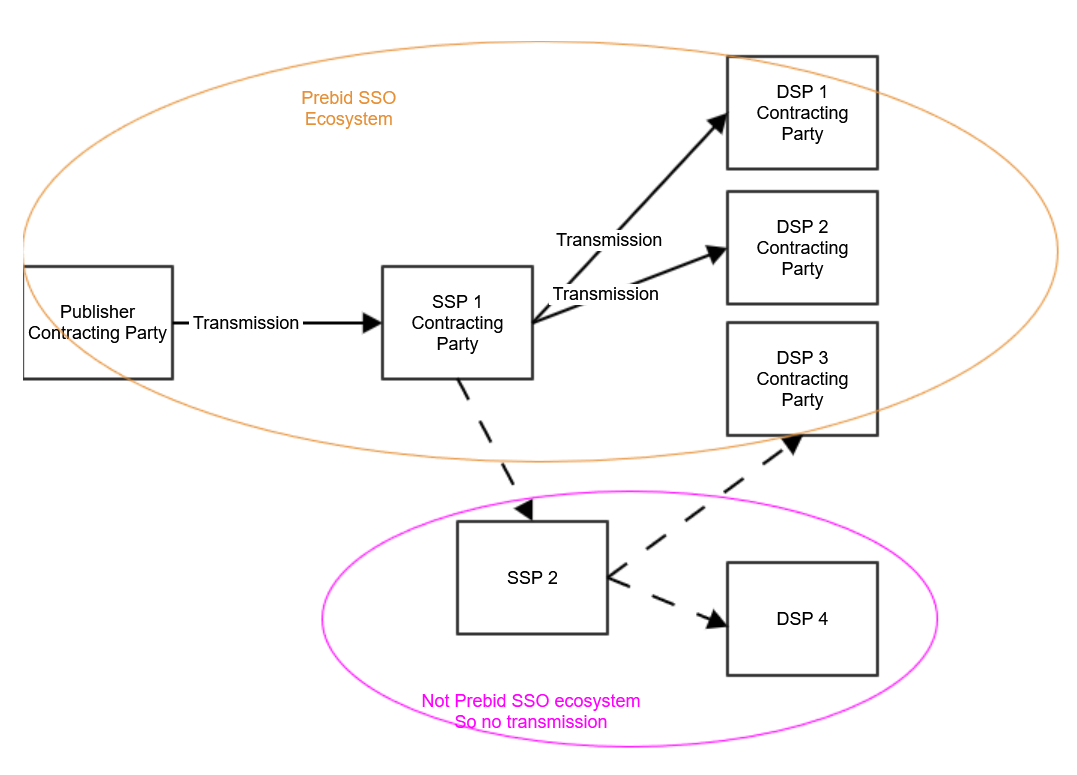 Prebid SSO
Ecosystem
DSP 1
Contracting
Party
Transmission
DSP 2
Contracting
Party
Transmission
Publisher
Contracting Party
Transmission
SSP 1
Contracting
Party
DSP 3
Contracting
Party
SSP 2
DSP 4
Not Prebid SSO ecosystem
So no transmission